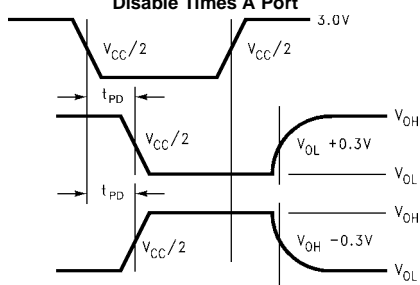 Disable Times A Port
3.0V
V_CC/2 V_CC/2
t_PD
V_OH
V_CC/2 V_OL +0.3V
V_OL
t_PD
V_OH
V_CC/2 V_OH −0.3V
V_OL